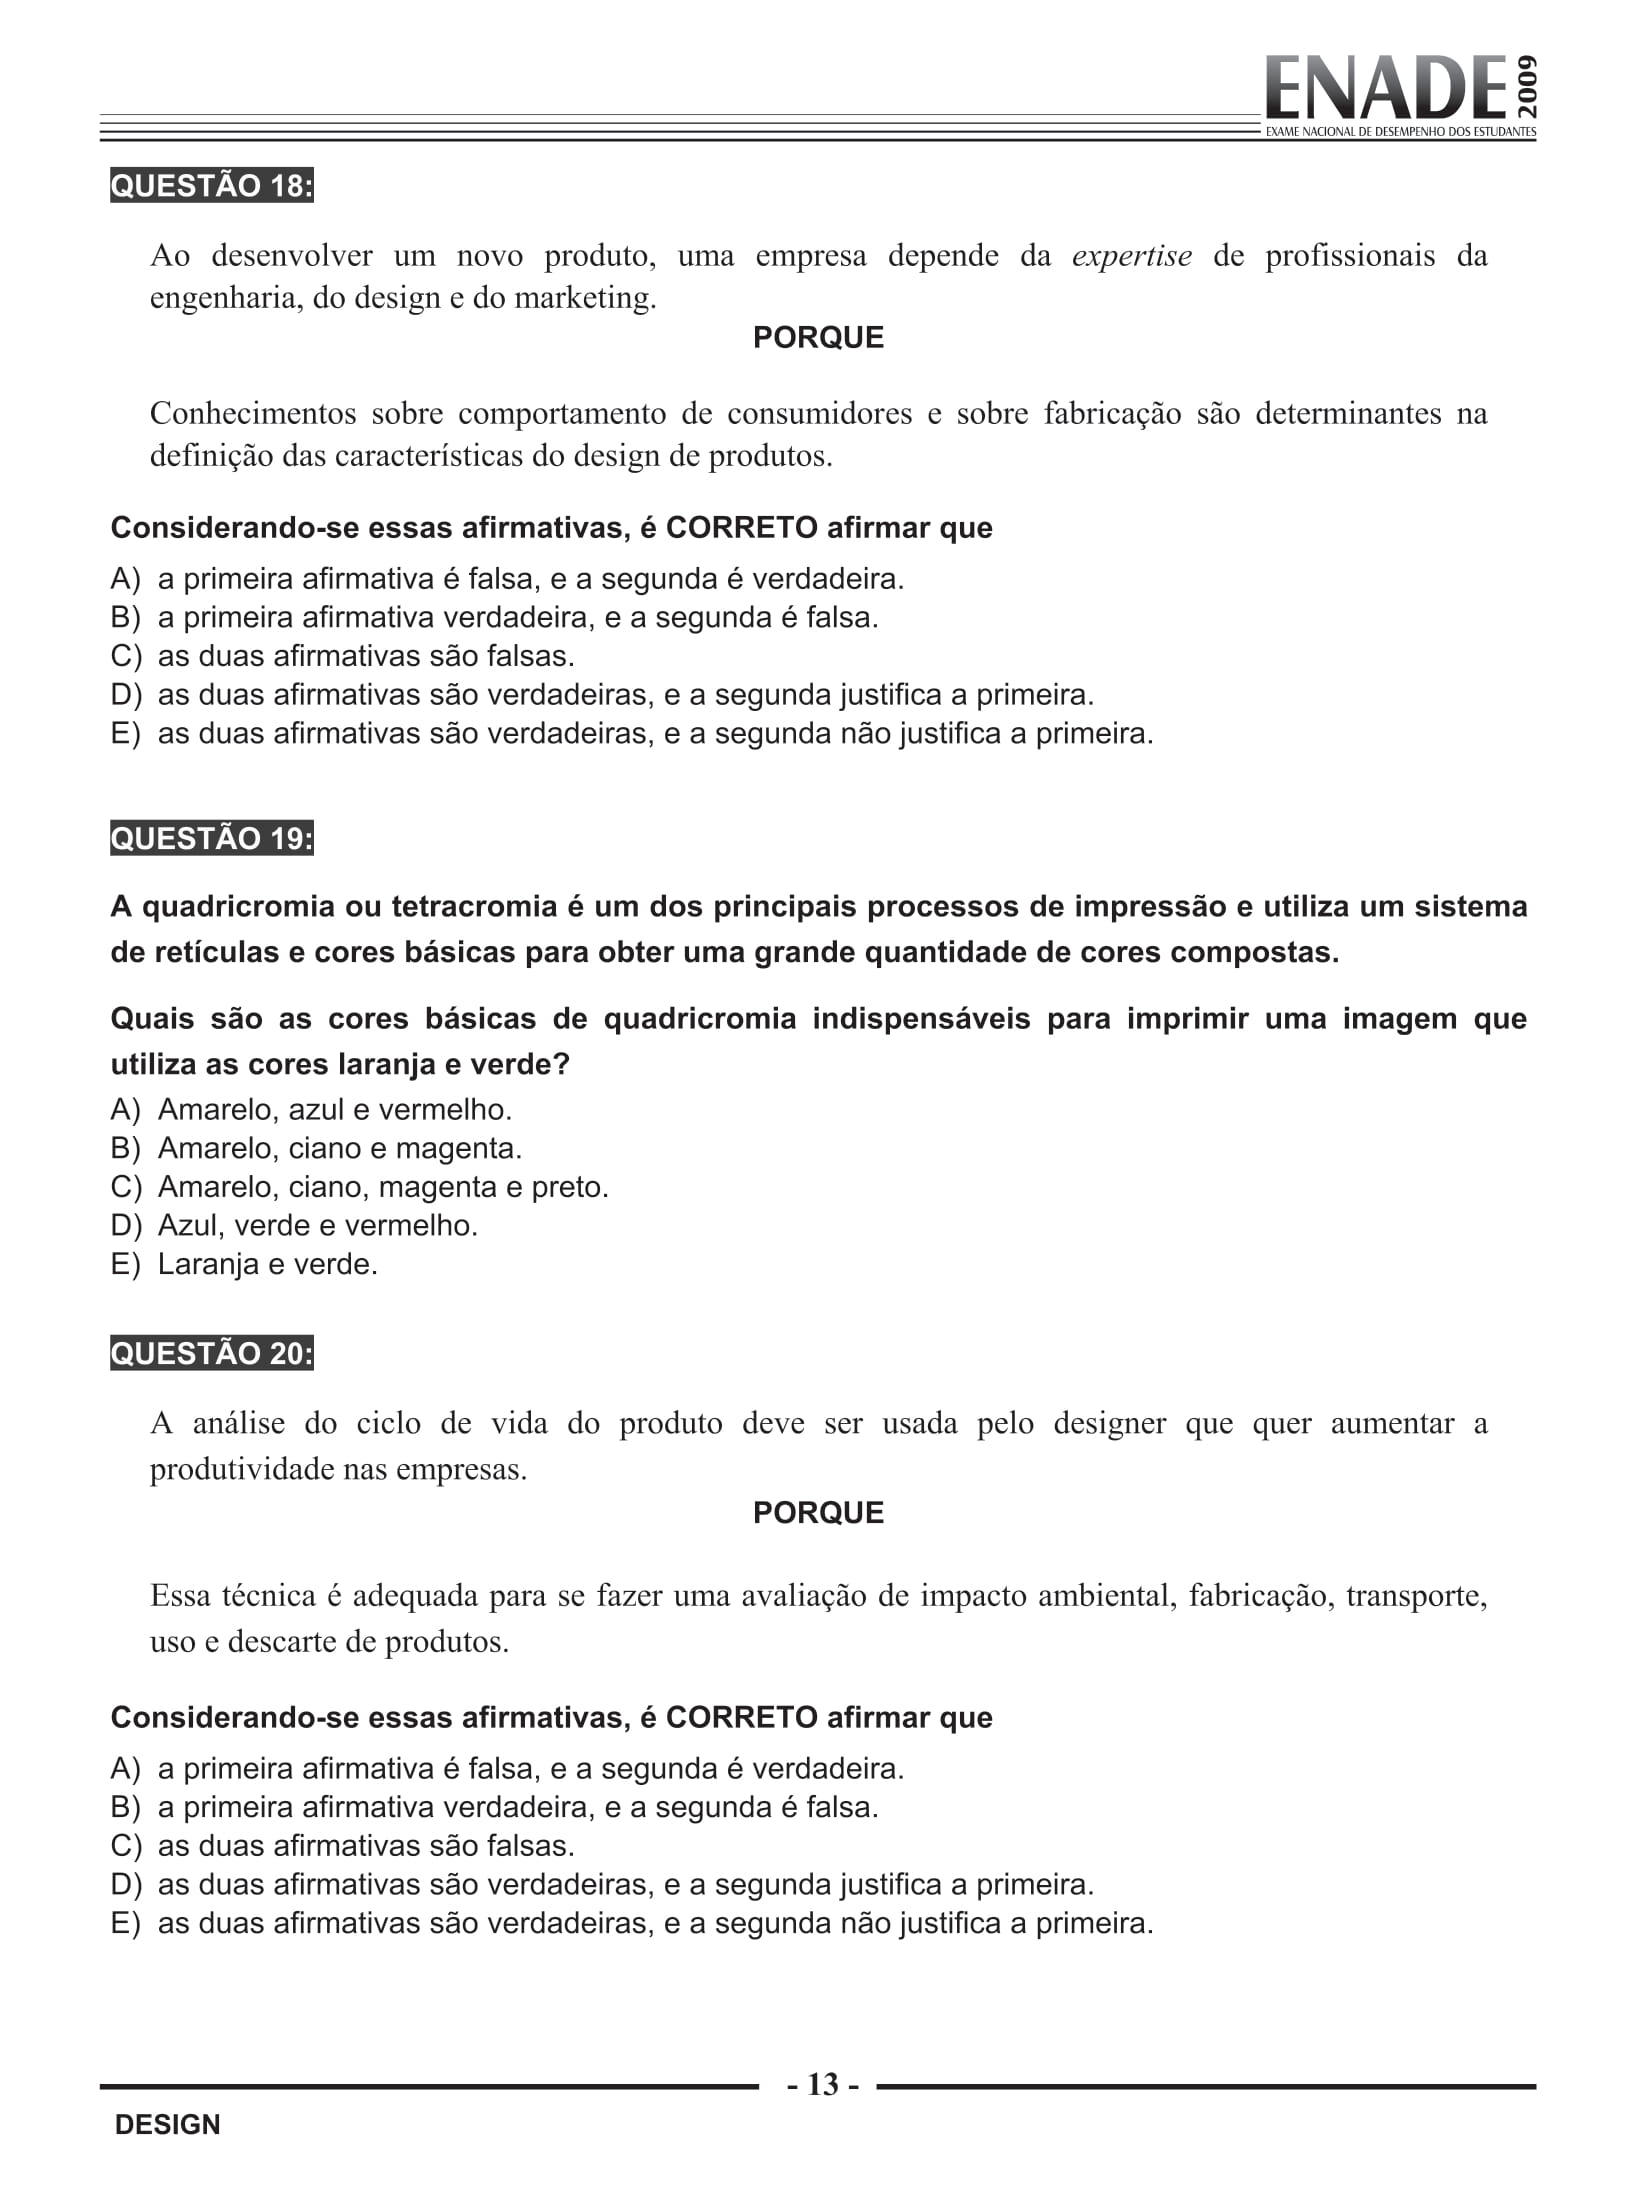 ENADE 2009
EXAME NACIONAL DE DESEMPENHO DOS ESTUDANTES
QUESTÃO 18:
Ao desenvolver um novo produto, uma empresa depende da expertise de profissionais da
engenharia, do design e do marketing.
PORQUE
Conhecimentos sobre comportamento de consumidores e sobre fabricação são determinantes na
definição das características do design de produtos.
Considerando-se essas afirmativas, é CORRETO afirmar que
A) a primeira afirmativa é falsa, e a segunda é verdadeira.
B) a primeira afirmativa verdadeira, e a segunda é falsa.
C) as duas afirmativas são falsas.
D) as duas afirmativas são verdadeiras, e a segunda justifica a primeira.
E) as duas afirmativas são verdadeiras, e a segunda não justifica a primeira.
QUESTÃO 19:
A quadricromia ou tetracromia é um dos principais processos de impressão e utiliza um sistema
de retículas e cores básicas para obter uma grande quantidade de cores compostas.
Quais são as cores básicas de quadricromia indispensáveis para imprimir uma imagem que
utiliza as cores laranja e verde?
A) Amarelo, azul e vermelho.
B) Amarelo, ciano e magenta.
C) Amarelo, ciano, magenta e preto.
D) Azul, verde e vermelho.
E) Laranja e verde.
QUESTÃO 20:
A análise do ciclo de vida do produto deve ser usada pelo designer que quer aumentar a
produtividade nas empresas.
PORQUE
Essa técnica é adequada para se fazer uma avaliação de impacto ambiental, fabricação, transporte,
uso e descarte de produtos.
Considerando-se essas afirmativas, é CORRETO afirmar que
A) a primeira afirmativa é falsa, e a segunda é verdadeira.
B) a primeira afirmativa verdadeira, e a segunda é falsa.
C) as duas afirmativas são falsas.
D) as duas afirmativas são verdadeiras, e a segunda justifica a primeira.
E) as duas afirmativas são verdadeiras, e a segunda não justifica a primeira.
- 13 -
DESIGN